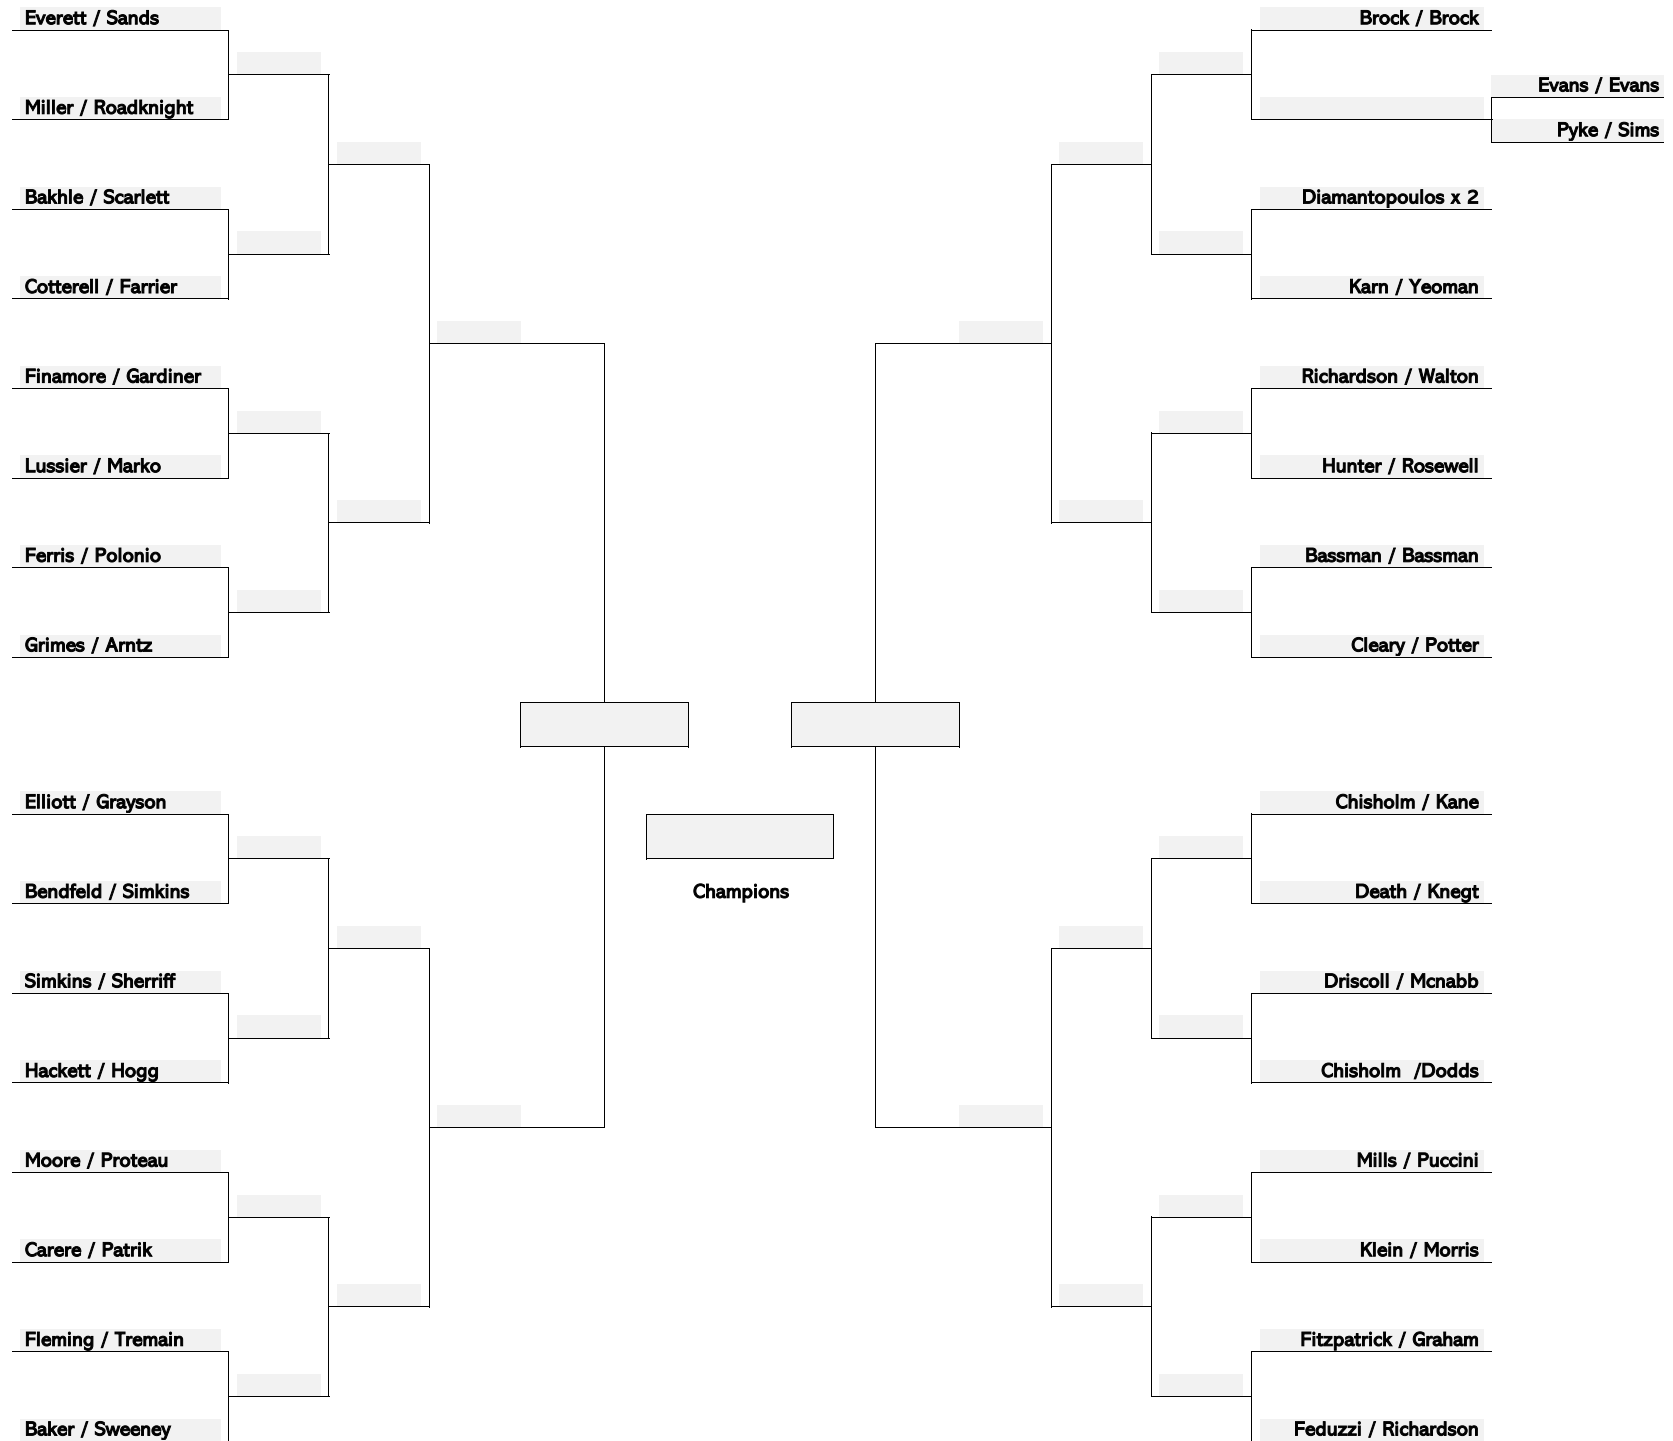 Everett / Sands
Miller / Roadknight
Bakhle / Scarlett
Cotterell / Farrier
Finamore / Gardiner
Lussier / Marko
Ferris / Polonio
Grimes / Arntz
Elliott / Grayson
Bendfeld / Simkins
Simkins / Sherriff
Hackett / Hogg
Moore / Proteau
Carere / Patrik
Fleming / Tremain
Baker / Sweeney
Champions
Brock / Brock
Evans / Evans
Pyke / Sims
Diamantopoulos x 2
Karn / Yeoman
Richardson / Walton
Hunter / Rosewell
Bassman / Bassman
Cleary / Potter
Chisholm / Kane
Death / Knegt
Driscoll / Mcnabb
Chisholm  /Dodds
Mills / Puccini
Klein / Morris
Fitzpatrick / Graham
Feduzzi / Richardson